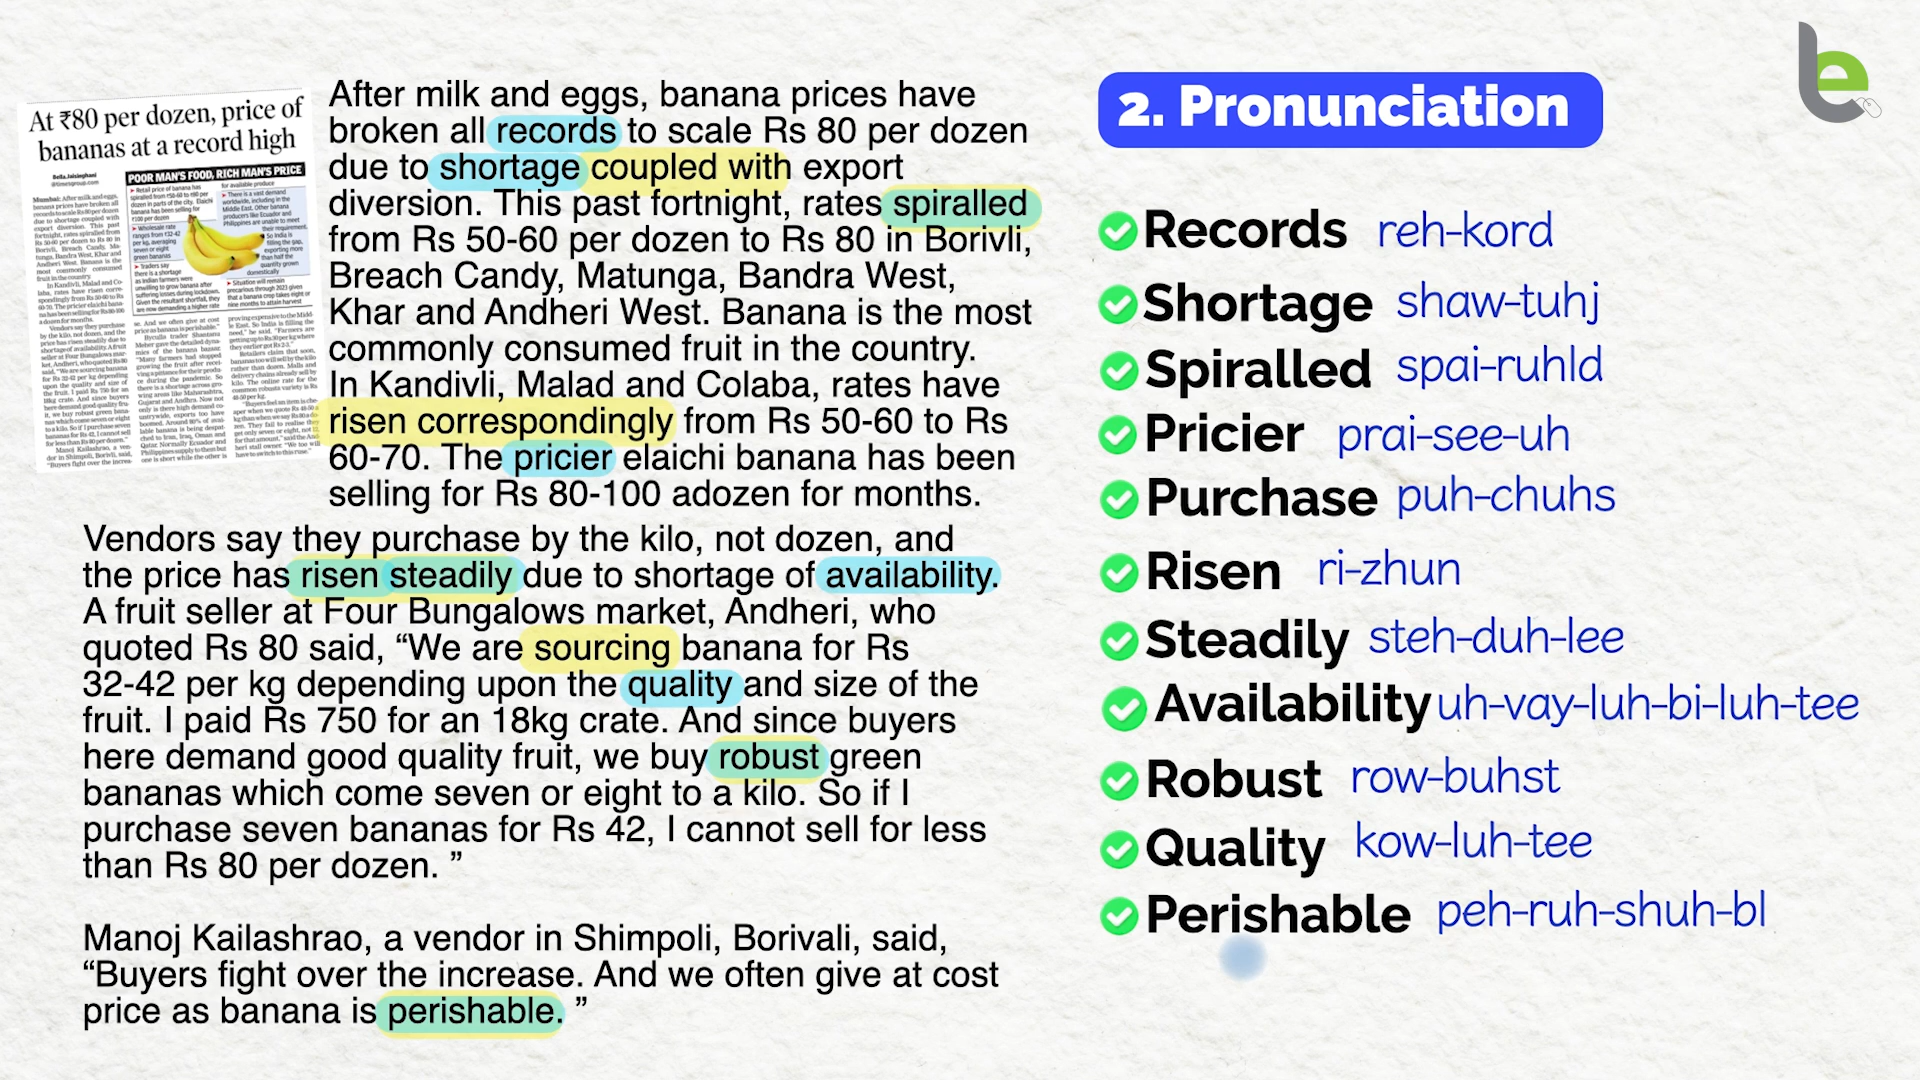 At ₹80 per dozen, price of
bananas at a record high
Bella.Jaisinghani
@timesgroup.com
POOR MAN'S FOOD, RICH MAN'S PRICE
After milk and eggs, banana prices have
broken all records to scale Rs 80 per dozen
due to shortage coupled with export
diversion. This past fortnight, rates spiralled
from Rs 50-60 per dozen to Rs 80 in Borivli,
Breach Candy, Matunga, Bandra West,
Khar and Andheri West. Banana is the most
commonly consumed fruit in the country.
In Kandivli, Malad and Colaba, rates have
risen correspondingly from Rs 50-60 to Rs
60-70. The pricier elaichi banana has been
selling for Rs 80-100 adozen for months.
Vendors say they purchase by the kilo, not dozen, and
the price has risen steadily due to shortage of availability.
A fruit seller at Four Bungalows market, Andheri, who
quoted Rs 80 said, “We are sourcing banana for Rs
32-42 per kg depending upon the quality and size of the
fruit. I paid Rs 750 for an 18kg crate. And since buyers
here demand good quality fruit, we buy robust green
bananas which come seven or eight to a kilo. So if I
purchase seven bananas for Rs 42, I cannot sell for less
than Rs 80 per dozen. ”
Manoj Kailashrao, a vendor in Shimpoli, Borivali, said,
“Buyers fight over the increase. And we often give at cost
price as banana is perishable. ”
2. Pronunciation
Records reh-kord
Shortage shaw-tuhj
Spiralled spai-ruhld
Pricier prai-see-uh
Purchase puh-chuhs
Risen ri-zhun
Steadily steh-duh-lee
Availability uh-vay-luh-bi-luh-tee
Robust row-buhst
Quality kow-luh-tee
Perishable peh-ruh-shuh-bl
le